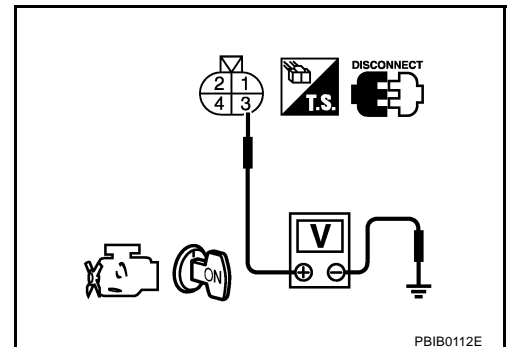 DISCONNECT
2 1
4 3
T.S.
V
ON
PBIB0112E